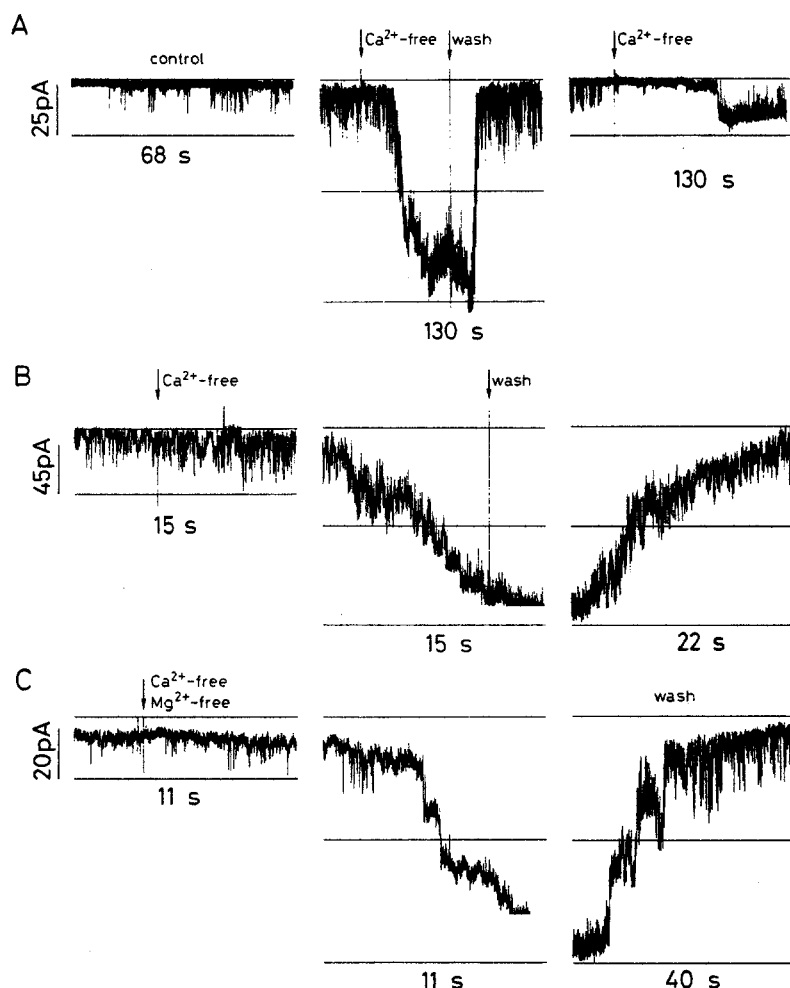 A
control
Ca²⁺-free
wash
Ca²⁺-free
25pA
68 s
130 s
130 s
B
Ca²⁺-free
wash
45pA
15 s
15 s
22 s
C
Ca²⁺-free
Mg²⁺-free
wash
20pA
11 s
11 s
40 s